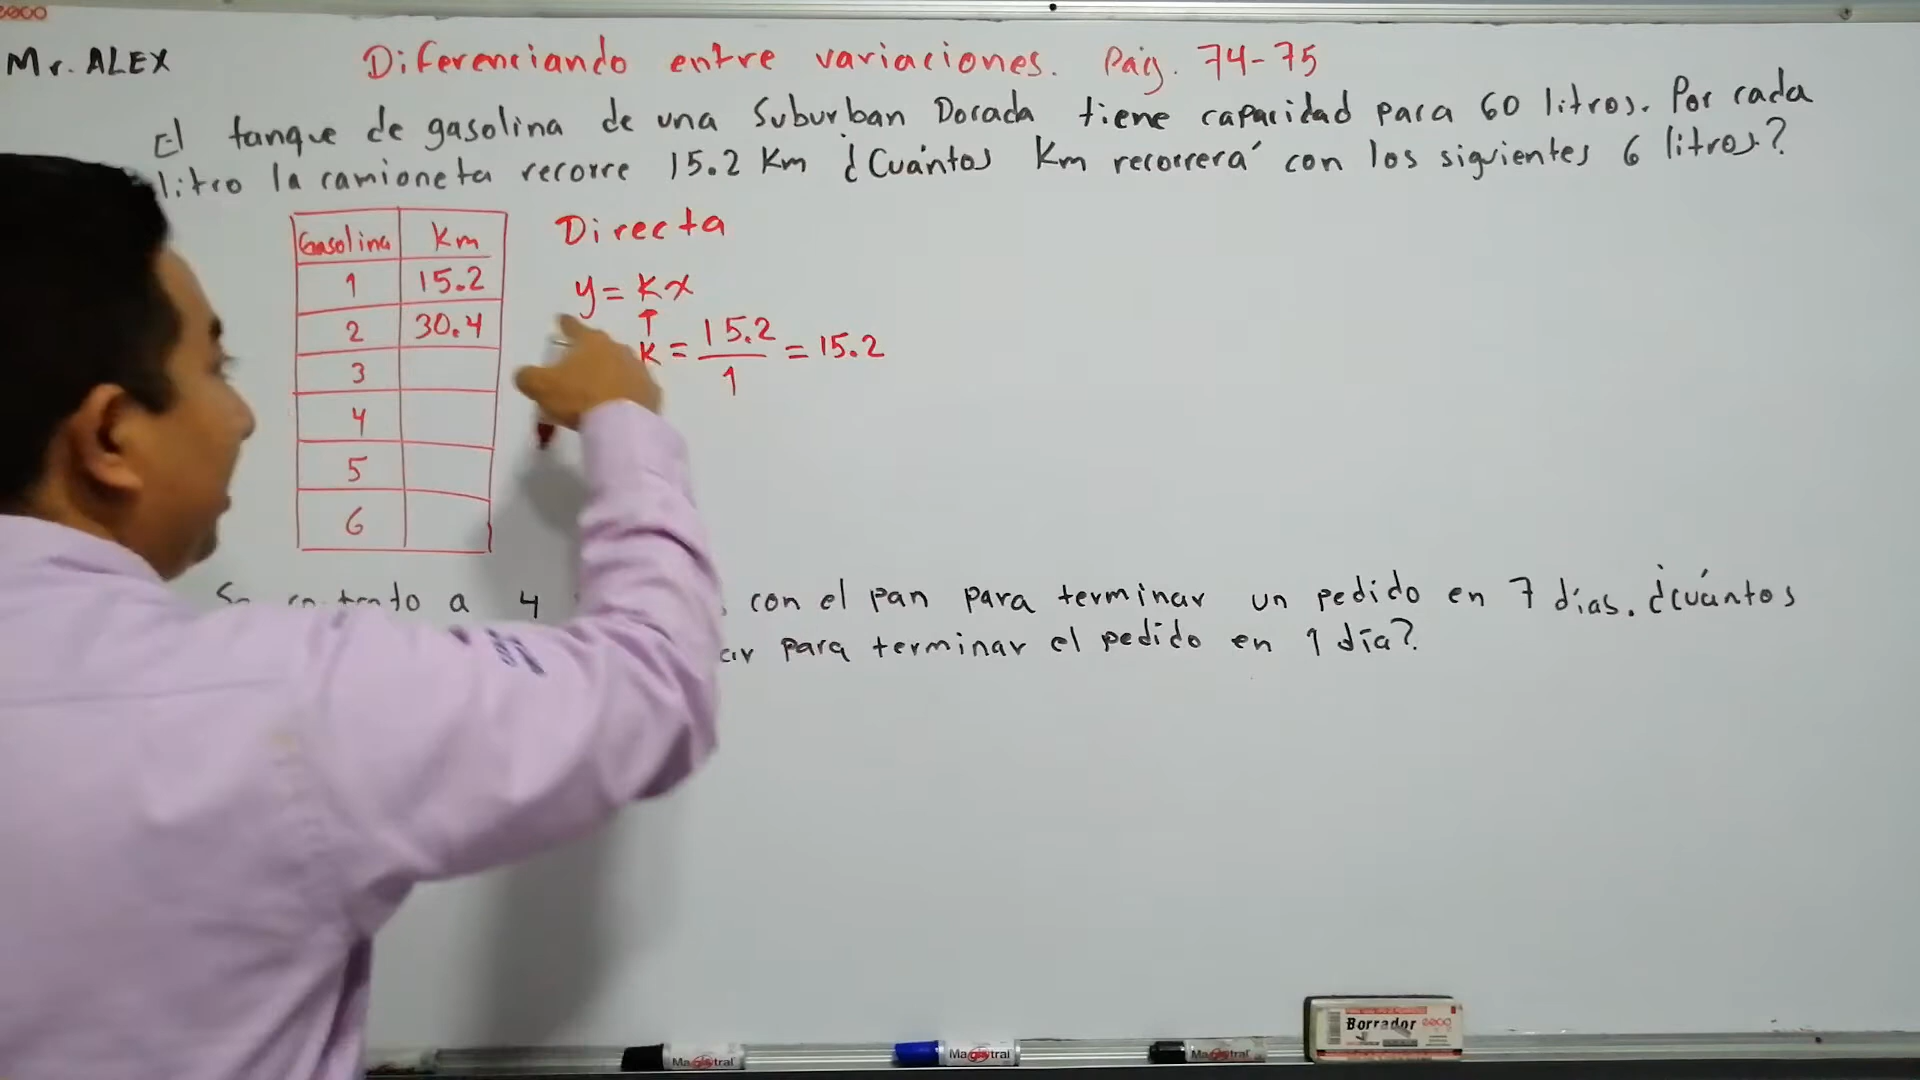 Mr. ALEX
Diferenciando entre variaciones. Pág. 74-75
El tanque de gasolina de una Suburban Dorada tiene capacidad para 60 litros. Por cada
litro la camioneta recorre 15.2 Km ¿Cuántos Km recorrerá con los siguientes 6 litros?
Gasolina Km
1 15.2
2 30.4
3
4
5
6
Directa
y = kx
↑
k = 15.2/1 = 15.2
a 4 con el pan para terminar un pedido en 7 días. ¿cuántos
para terminar el pedido en 1 día?
Borrador
Magistral
Magistral
Magistral